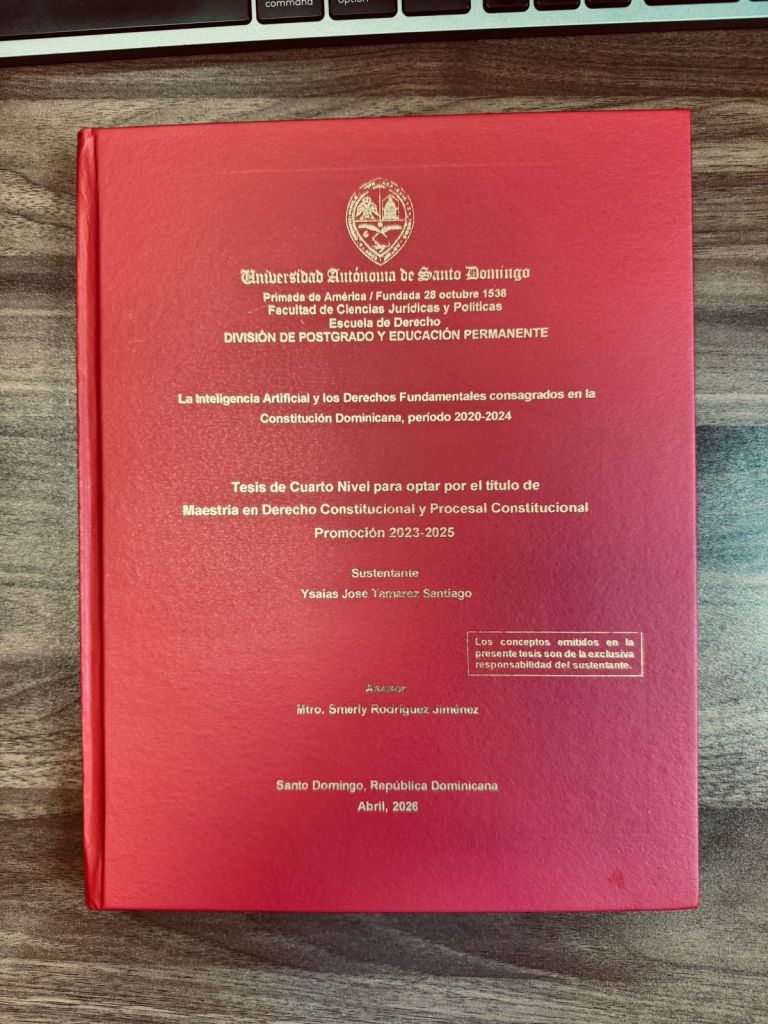 command
option
Universidad Autónoma de Santo Domingo
Primada de América / Fundada 28 octubre 1538
Facultad de Ciencias Jurídicas y Políticas
Escuela de Derecho
DIVISIÓN DE POSTGRADO Y EDUCACIÓN PERMANENTE
La Inteligencia Artificial y los Derechos Fundamentales consagrados en la
Constitución Dominicana, período 2020-2024
Tesis de Cuarto Nivel para optar por el título de
Maestría en Derecho Constitucional y Procesal Constitucional
Promoción 2023-2025
Sustentante
Ysaías José Tamarez Santiago
Los conceptos emitidos en la
presente tesis son de la exclusiva
responsabilidad del sustentante.
Asesor
Mtro. Smerly Rodríguez Jiménez
Santo Domingo, República Dominicana
Abril, 2026